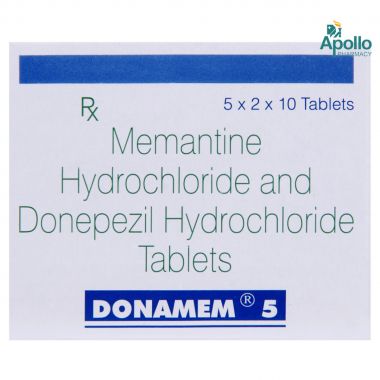 Apollo
PHARMACY
Rx
5 x 2 x 10 Tablets
Memantine
Hydrochloride and
Donepezil Hydrochloride
Tablets
DONAMEM® 5